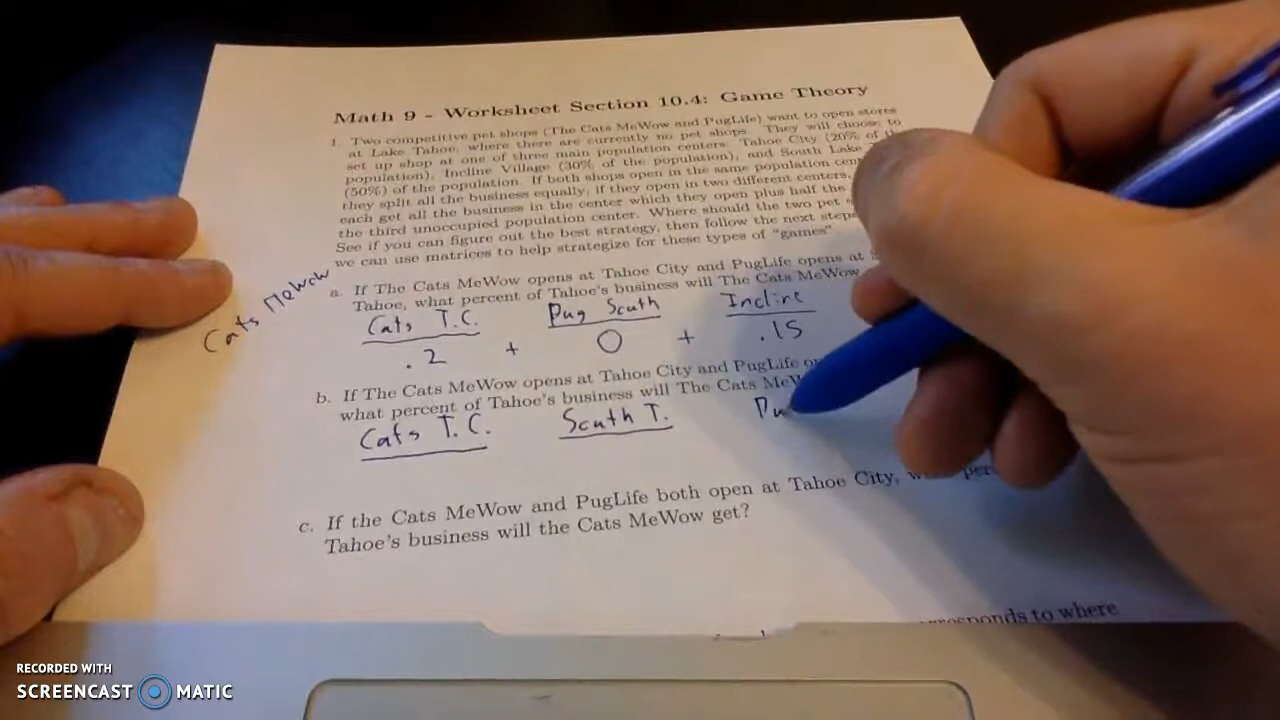 Math 9 - Worksheet Section 10.4: Game Theory
1. Two competitive pet shops (The Cats MeWow and PugLife) want to open stores
at Lake Tahoe, where there are currently no pet shops. They will choose to
set up shop at one of three main population centers: Tahoe City (20% of the
population), Incline Village (30% of the population), and South Lake
(50%) of the population. If both shops open in the same population
they split all the business equally; if they open in two different centers,
each get all the business in the center which they open plus half the
the third unoccupied population center. Where should the two pet
See if you can figure out the best strategy, then follow the next steps
we can use matrices to help strategize for these types of "games"
Cats MeWow
a. If The Cats MeWow opens at Tahoe City and PugLife opens at
Tahoe, what percent of Tahoe's business will The Cats MeWow
Cats T.C. Pug South Incline
.2 + 0 + .15
b. If The Cats MeWow opens at Tahoe City and PugLife
what percent of Tahoe's business will The Cats
Cats T.C. South T. Pu
c. If the Cats MeWow and PugLife both open at Tahoe City,
Tahoe's business will the Cats MeWow get?
to where
RECORDED WITH
SCREENCAST MATIC